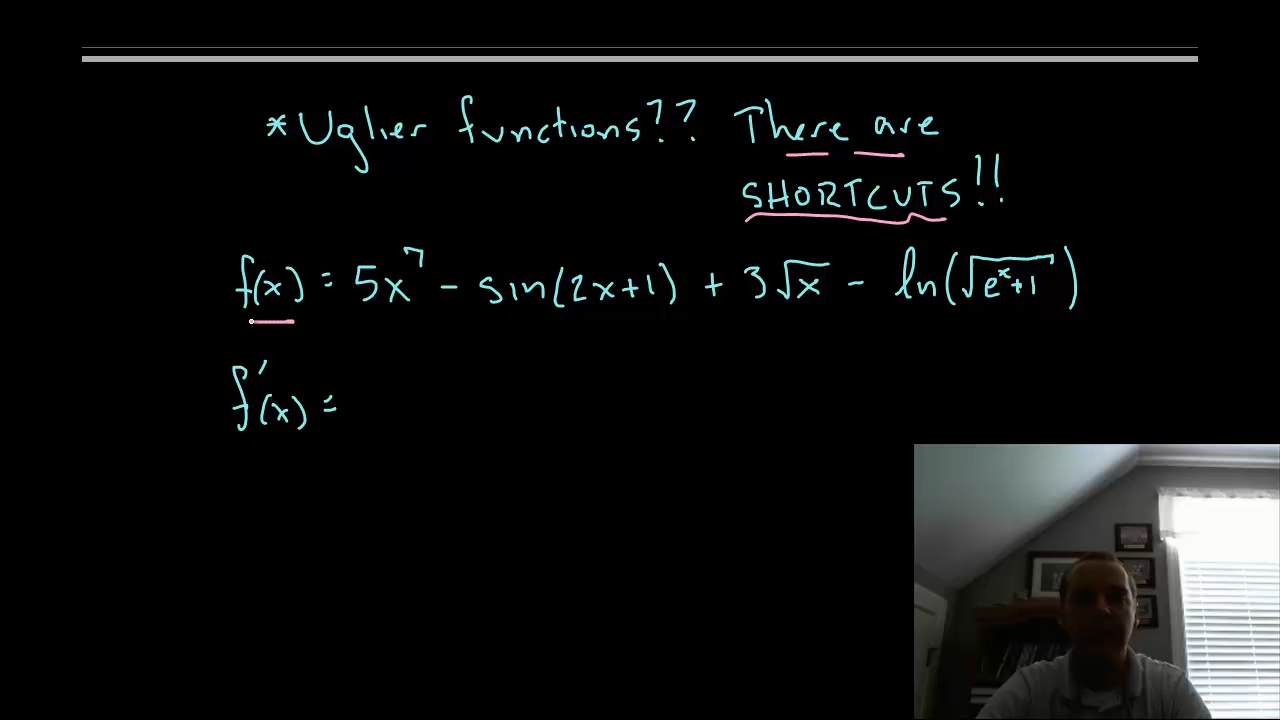 *Uglier functions?? There are
SHORTCUTS!!
f(x) = 5x⁷ - sin(2x+1) + 3√x - ln(√(eˣ+1))
f'(x) =